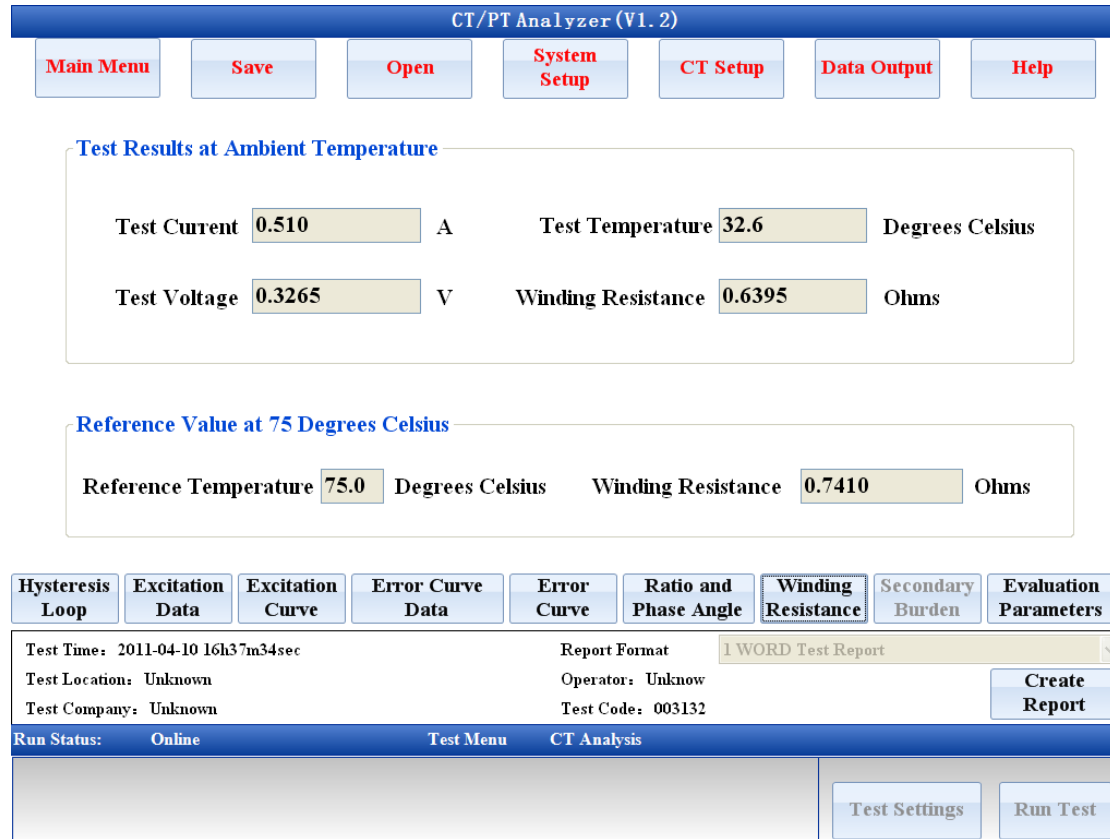 CT/PT Analyzer(V1.2)
Main Menu
Save
Open
System
Setup
CT Setup
Data Output
Help
Test Results at Ambient Temperature
Test Current 0.510 A
Test Temperature 32.6 Degrees Celsius
Test Voltage 0.3265 V
Winding Resistance 0.6395 Ohms
Reference Value at 75 Degrees Celsius
Reference Temperature 75.0 Degrees Celsius
Winding Resistance 0.7410 Ohms
Hysteresis
Loop
Excitation
Data
Excitation
Curve
Error Curve
Data
Error
Curve
Ratio and
Phase Angle
Winding
Resistance
Secondary
Burden
Evaluation
Parameters
Test Time: 2011-04-10 16h37m34sec
Report Format 1 WORD Test Report
Test Location: Unknown
Operator: Unknow
Create
Report
Test Company: Unknown
Test Code: 003132
Run Status: Online
Test Menu CT Analysis
Test Settings
Run Test